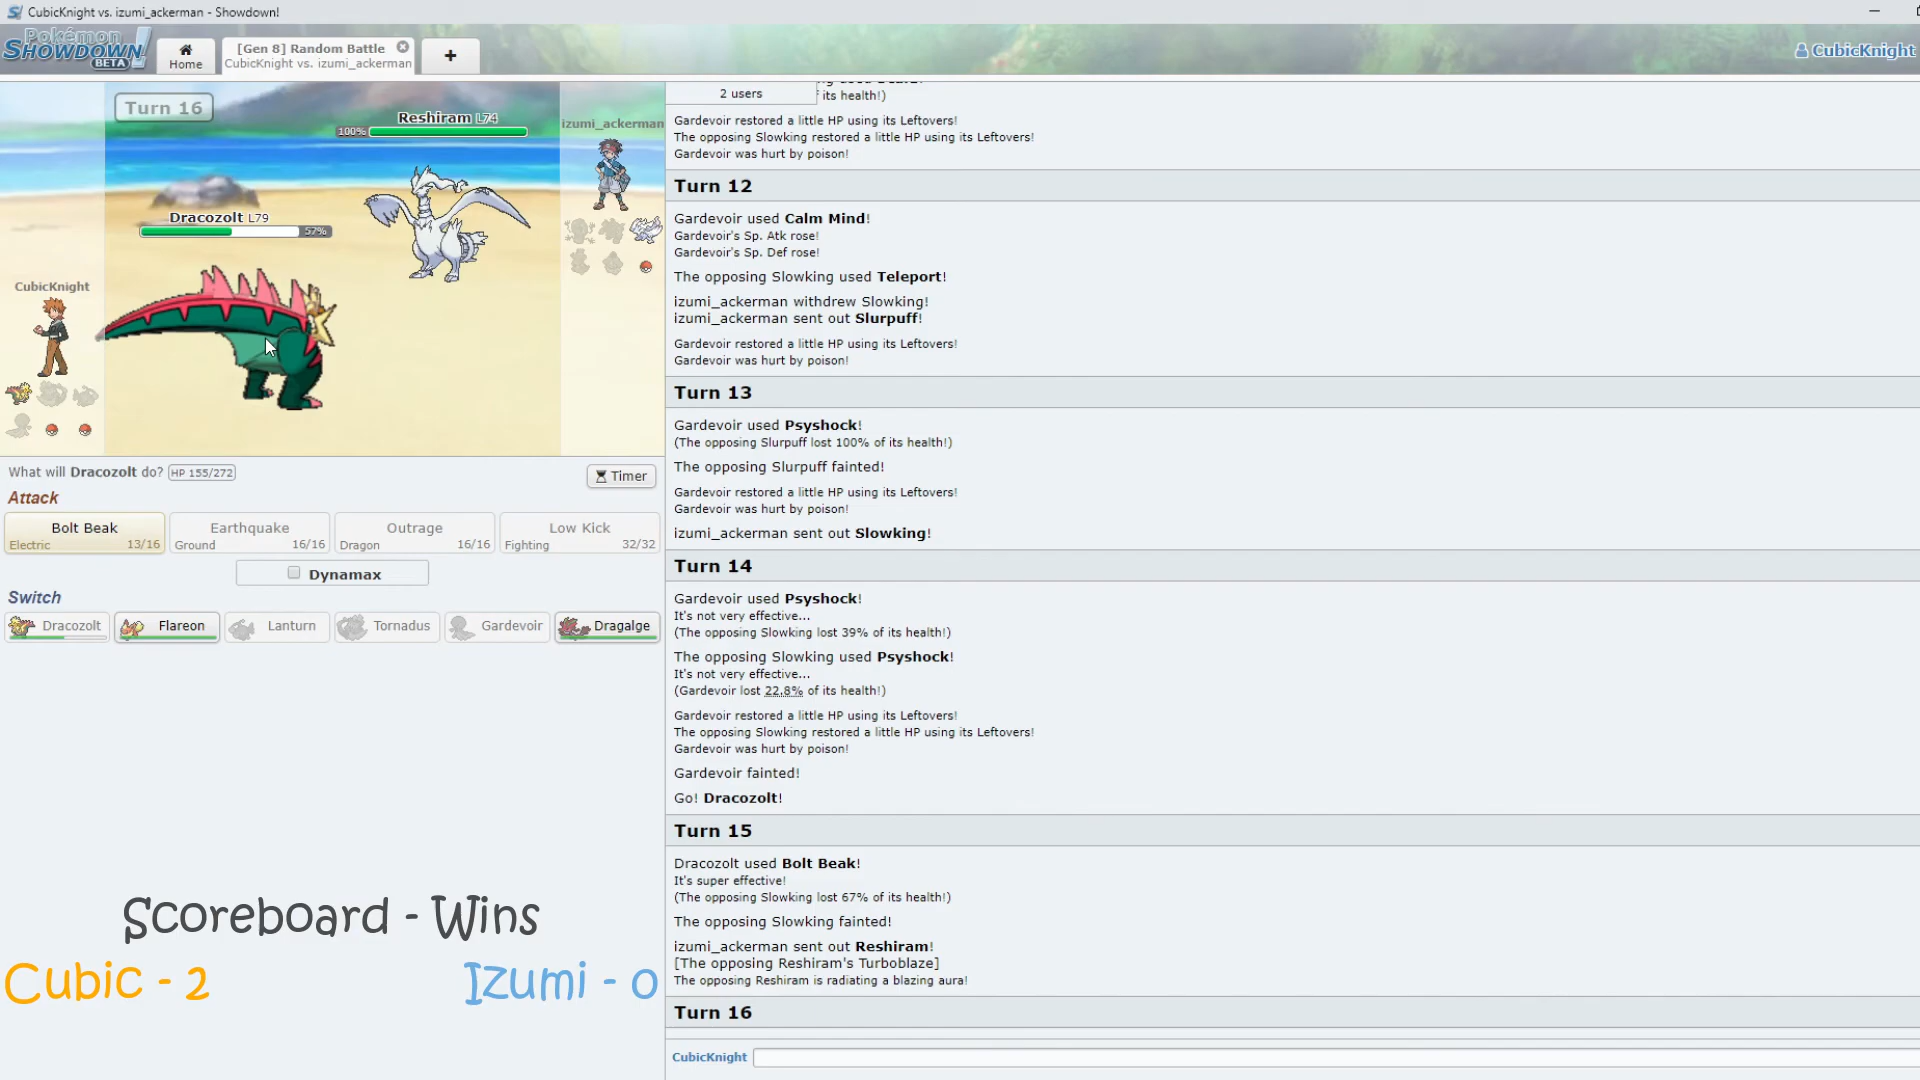 CubicKnight vs. izumi_ackerman - Showdown!
Pokémon
SHOWDOWN!
BETA
Home
[Gen 8] Random Battle
CubicKnight vs. izumi_ackerman
+
CubicKnight
Turn 16
Reshiram L74
100%
izumi_ackerman
Dracozolt L79
57%
CubicKnight
What will Dracozolt do? HP 155/272
Timer
Attack
Bolt Beak
Electric 13/16
Earthquake
Ground 16/16
Outrage
Dragon 16/16
Low Kick
Fighting 32/32
Dynamax
Switch
Dracozolt
Flareon
Lanturn
Tornadus
Gardevoir
Dragalge
Scoreboard - Wins
Cubic - 2
Izumi - 0
2 users
its health!)
Gardevoir restored a little HP using its Leftovers!
The opposing Slowking restored a little HP using its Leftovers!
Gardevoir was hurt by poison!
Turn 12
Gardevoir used Calm Mind!
Gardevoir's Sp. Atk rose!
Gardevoir's Sp. Def rose!
The opposing Slowking used Teleport!
izumi_ackerman withdrew Slowking!
izumi_ackerman sent out Slurpuff!
Gardevoir restored a little HP using its Leftovers!
Gardevoir was hurt by poison!
Turn 13
Gardevoir used Psyshock!
(The opposing Slurpuff lost 100% of its health!)
The opposing Slurpuff fainted!
Gardevoir restored a little HP using its Leftovers!
Gardevoir was hurt by poison!
izumi_ackerman sent out Slowking!
Turn 14
Gardevoir used Psyshock!
It's not very effective...
(The opposing Slowking lost 39% of its health!)
The opposing Slowking used Psyshock!
It's not very effective...
(Gardevoir lost 22.8% of its health!)
Gardevoir restored a little HP using its Leftovers!
The opposing Slowking restored a little HP using its Leftovers!
Gardevoir was hurt by poison!
Gardevoir fainted!
Go! Dracozolt!
Turn 15
Dracozolt used Bolt Beak!
It's super effective!
(The opposing Slowking lost 67% of its health!)
The opposing Slowking fainted!
izumi_ackerman sent out Reshiram!
[The opposing Reshiram's Turboblaze]
The opposing Reshiram is radiating a blazing aura!
Turn 16
CubicKnight